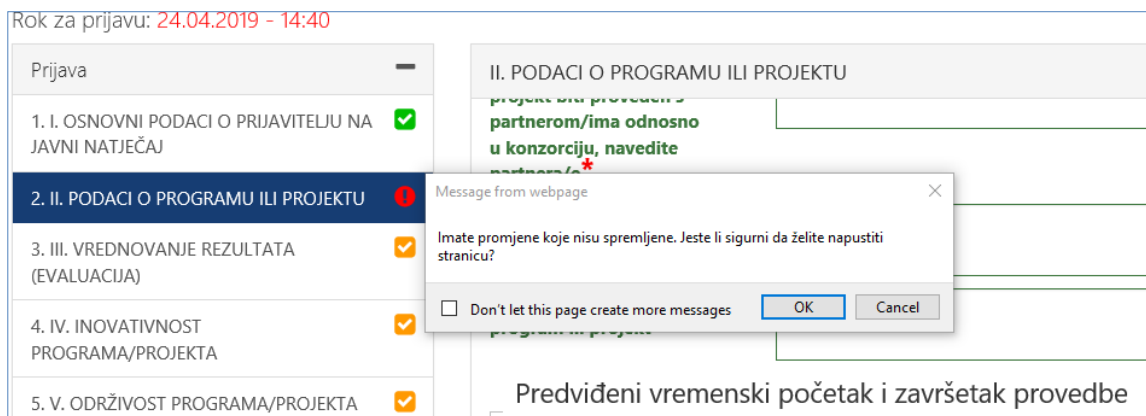 Rok za prijavu: 24.04.2019 - 14:40
Prijava
1. I. OSNOVNI PODACI O PRIJAVITELJU NA
JAVNI NATJEČAJ
2. II. PODACI O PROGRAMU ILI PROJEKTU
3. III. VREDNOVANJE REZULTATA
(EVALUACIJA)
4. IV. INOVATIVNOST
PROGRAMA/PROJEKTA
5. V. ODRŽIVOST PROGRAMA/PROJEKTA
II. PODACI O PROGRAMU ILI PROJEKTU
projekt biti proveden s
partnerom/ima odnosno
u konzorciju, navedite
partnera/e*
Message from webpage
Imate promjene koje nisu spremljene. Jeste li sigurni da želite napustiti
stranicu?
Don't let this page create more messages
OK
Cancel
program ili projekt
Predviđeni vremenski početak i završetak provedbe